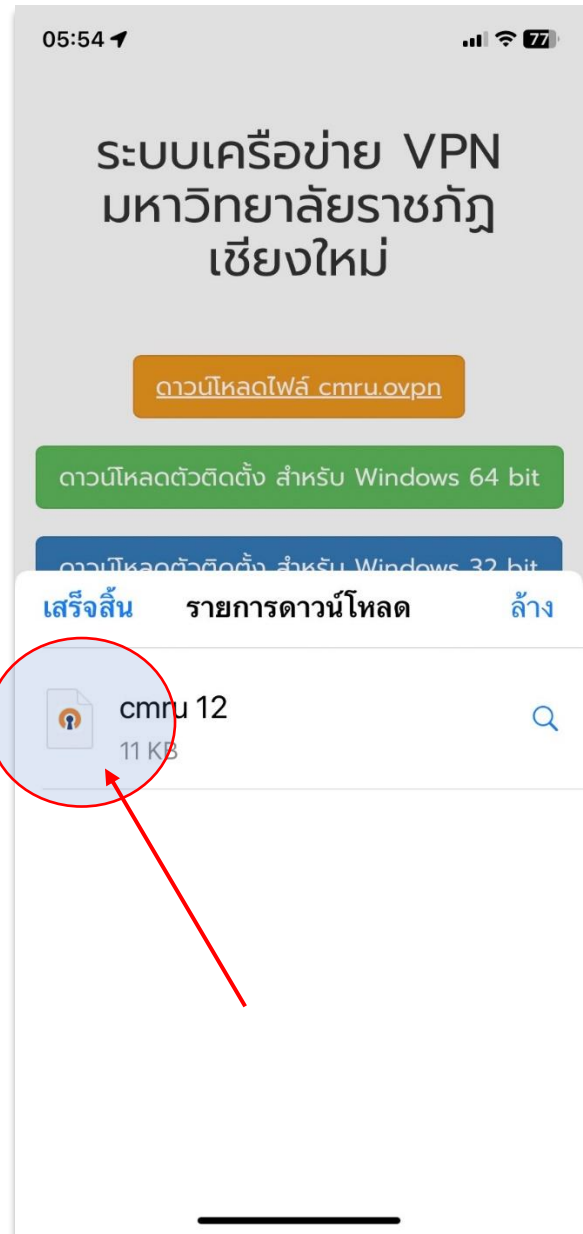 05:54
77
ระบบเครือข่าย VPN
มหาวิทยาลัยราชภัฏ
เชียงใหม่
ดาวน์โหลดไฟล์ cmru.ovpn
ดาวน์โหลดตัวติดตั้ง สำหรับ Windows 64 bit
ดาวน์โหลดตัวติดตั้ง สำหรับ Windows 32 bit
เสร็จสิ้น รายการดาวน์โหลด ล้าง
cmru 12
11 KB